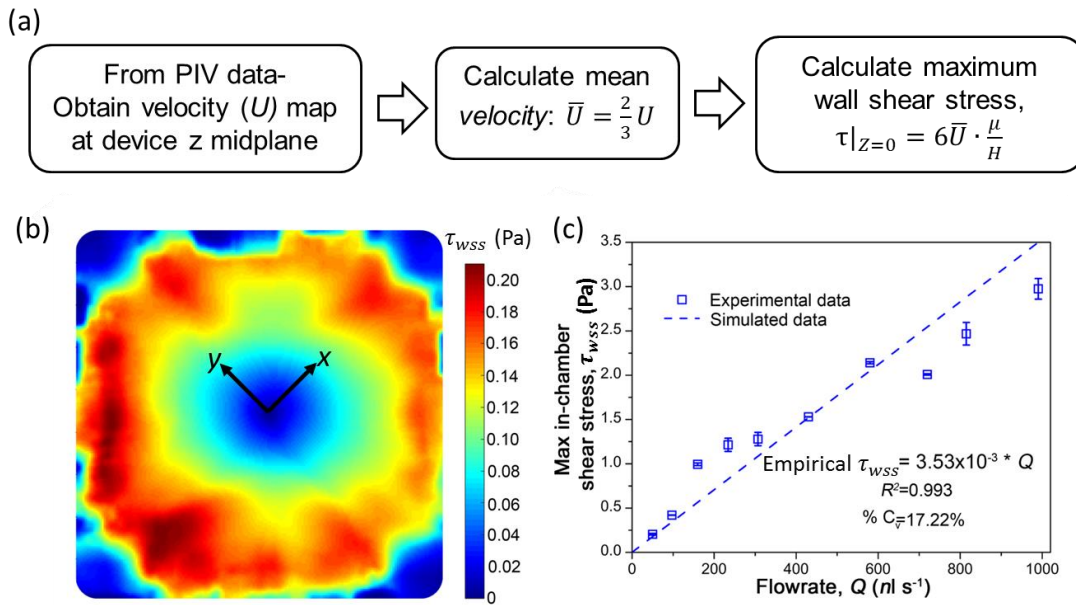 (a)
From PIV data-
Obtain velocity (U) map
at device z midplane
Calculate mean
velocity: U̅ = 2/3 U
Calculate maximum
wall shear stress,
τ|Z=0 = 6U̅ · μ/H
(b)
τwss (Pa)
0.20
0.18
0.16
0.14
0.12
0.10
0.08
0.06
0.04
0.02
0
y
x
(c)
Max in-chamber
shear stress, τwss (Pa)
3.5
3.0
2.5
2.0
1.5
1.0
0.5
0.0
Experimental data
Simulated data
Empirical τwss= 3.53x10⁻³ * Q
R²=0.993
=17.22%
0
200
400
600
800
1000
Flowrate, Q (nl s⁻¹)